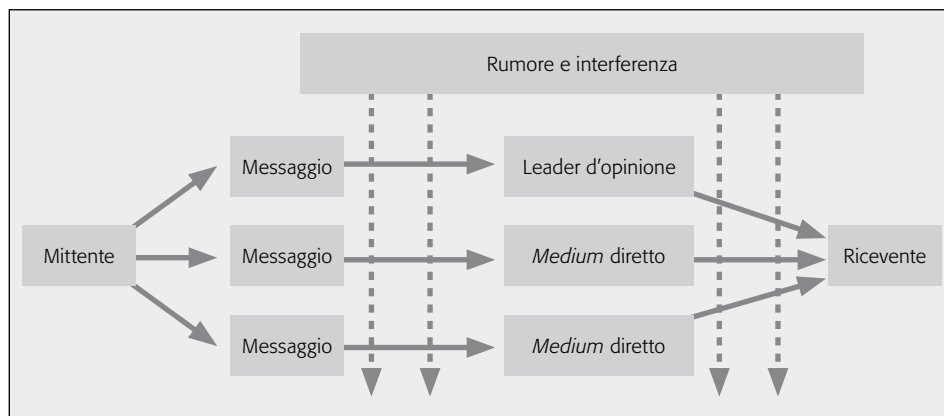 Rumore e interferenza
Messaggio
Leader d'opinione
Mittente
Messaggio
Medium diretto
Ricevente
Messaggio
Medium diretto